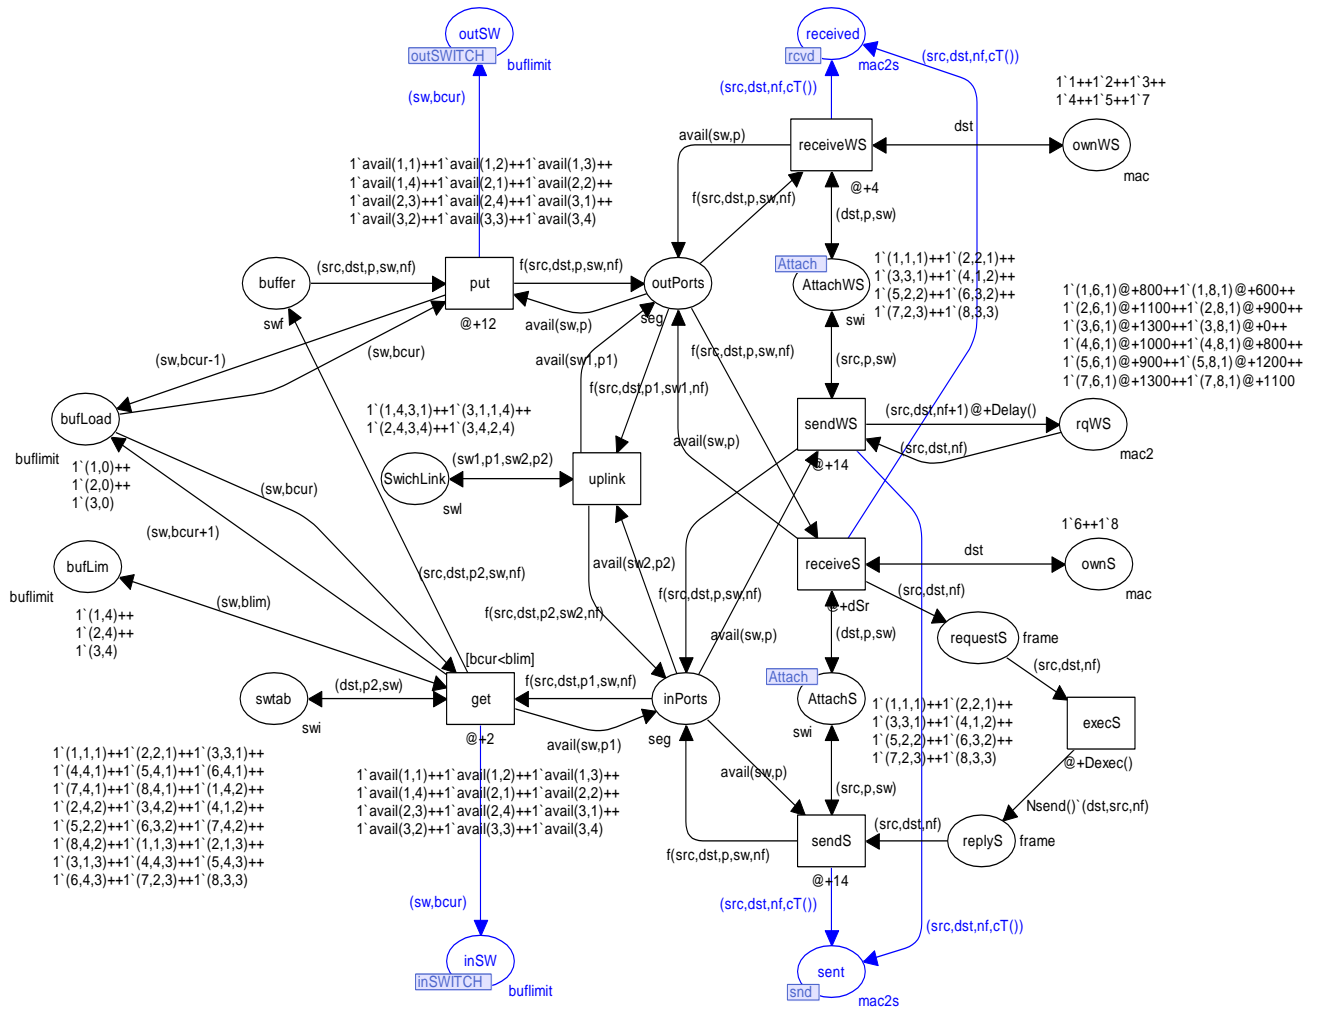 outSW
outSWITCH
buflimit
(sw,bcur)
received
rcvd
mac2s
(src,dst,nf,cT())
(src,dst,nf,cT())
1`1++1`2++1`3++
1`4++1`5++1`7
ownWS
mac
dst
receiveWS
@+4
avail(sw,p)
f(src,dst,p,sw,nf)
(dst,p,sw)
1`avail(1,1)++1`avail(1,2)++1`avail(1,3)++
1`avail(1,4)++1`avail(2,1)++1`avail(2,2)++
1`avail(2,3)++1`avail(2,4)++1`avail(3,1)++
1`avail(3,2)++1`avail(3,3)++1`avail(3,4)
buffer
swf
(src,dst,p,sw,nf)
put
@+12
f(src,dst,p,sw,nf)
avail(sw,p)
outPorts
seg
Attach
AttachWS
swi
1`(1,1,1)++1`(2,2,1)++
1`(3,3,1)++1`(4,1,2)++
1`(5,2,2)++1`(6,3,2)++
1`(7,2,3)++1`(8,3,3)
1`(1,6,1)@+800++1`(1,8,1)@+600++
1`(2,6,1)@+1100++1`(2,8,1)@+900++
1`(3,6,1)@+1300++1`(3,8,1)@+0++
1`(4,6,1)@+1000++1`(4,8,1)@+800++
1`(5,6,1)@+900++1`(5,8,1)@+1200++
1`(7,6,1)@+1300++1`(7,8,1)@+1100
(sw,bcur-1)
(sw,bcur)
avail(sw1,p1)
f(src,dst,p1,sw1,nf)
f(src,dst,p,sw,nf)
(src,p,sw)
bufLoad
buflimit
1`(1,0)++
1`(2,0)++
1`(3,0)
1`(1,4,3,1)++1`(3,1,1,4)++
1`(2,4,3,4)++1`(3,4,2,4)
SwichLink
swl
(sw1,p1,sw2,p2)
uplink
avail(sw,p)
sendWS
@+14
(src,dst,nf+1)@+Delay()
(src,dst,nf)
rqWS
mac2
(sw,bcur)
(sw,bcur+1)
bufLim
buflimit
1`(1,4)++
1`(2,4)++
1`(3,4)
(sw,blim)
(src,dst,p2,sw,nf)
avail(sw2,p2)
f(src,dst,p2,sw2,nf)
f(src,dst,p,sw,nf)
avail(sw,p)
receiveS
@+dSr
dst
1`6++1`8
ownS
mac
(src,dst,nf)
(dst,p,sw)
requestS
frame
(src,dst,nf)
swtab
swi
(dst,p2,sw)
[bcur<blim]
get
@+2
f(src,dst,p1,sw,nf)
avail(sw,p1)
inPorts
seg
Attach
AttachS
swi
1`(1,1,1)++1`(2,2,1)++
1`(3,3,1)++1`(4,1,2)++
1`(5,2,2)++1`(6,3,2)++
1`(7,2,3)++1`(8,3,3)
execS
@+Dexec()
1`(1,1,1)++1`(2,2,1)++1`(3,3,1)++
1`(4,4,1)++1`(5,4,1)++1`(6,4,1)++
1`(7,4,1)++1`(8,4,1)++1`(1,4,2)++
1`(2,4,2)++1`(3,4,2)++1`(4,1,2)++
1`(5,2,2)++1`(6,3,2)++1`(7,4,2)++
1`(8,4,2)++1`(1,1,3)++1`(2,1,3)++
1`(3,1,3)++1`(4,4,3)++1`(5,4,3)++
1`(6,4,3)++1`(7,2,3)++1`(8,3,3)
1`avail(1,1)++1`avail(1,2)++1`avail(1,3)++
1`avail(1,4)++1`avail(2,1)++1`avail(2,2)++
1`avail(2,3)++1`avail(2,4)++1`avail(3,1)++
1`avail(3,2)++1`avail(3,3)++1`avail(3,4)
avail(sw,p)
(src,p,sw)
Nsend()`(dst,src,nf)
f(src,dst,p,sw,nf)
sendS
@+14
(src,dst,nf)
replyS
frame
(sw,bcur)
(src,dst,nf,cT())
(src,dst,nf,cT())
inSW
inSWITCH
buflimit
sent
snd
mac2s